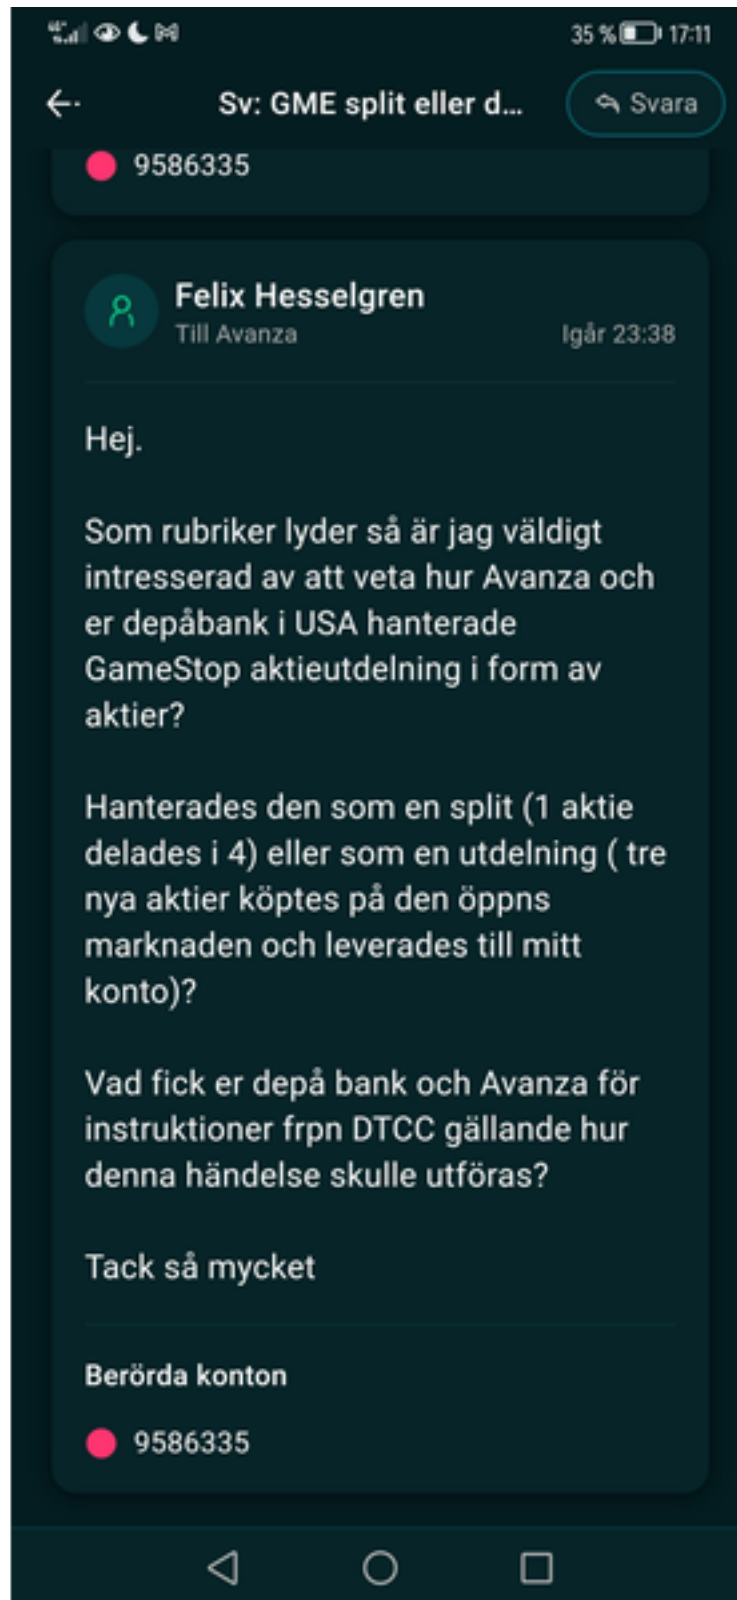 35 % 17:11
Sv: GME split eller d...
Svara
9586335
Felix Hesselgren
Till Avanza
Igår 23:38
Hej.
Som rubriker lyder så är jag väldigt
intresserad av att veta hur Avanza och
er depåbank i USA hanterade
GameStop aktieutdelning i form av
aktier?
Hanterades den som en split (1 aktie
delades i 4) eller som en utdelning ( tre
nya aktier köptes på den öppns
marknaden och leverades till mitt
konto)?
Vad fick er depå bank och Avanza för
instruktioner frpn DTCC gällande hur
denna händelse skulle utföras?
Tack så mycket
Berörda konton
9586335